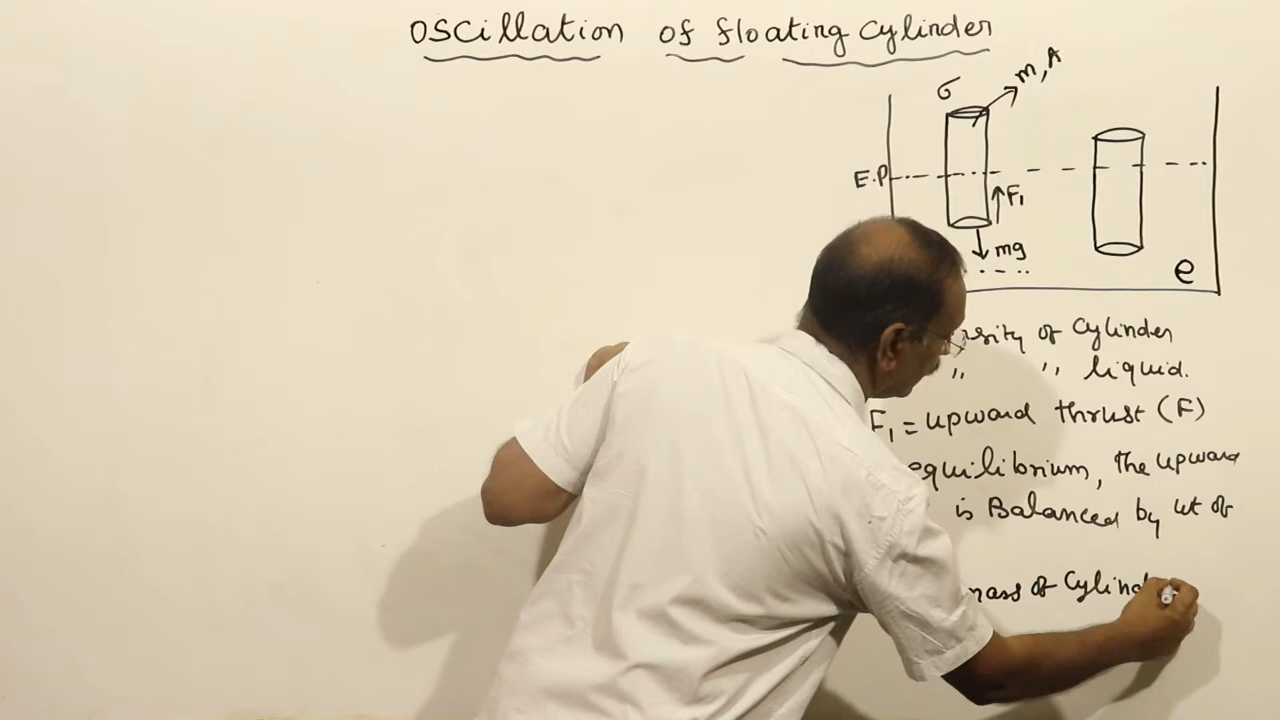 Oscillation of floating cylinder
σ
m, A
E.P
F₁
mg
e
sity of cylinder
" " liquid.
F₁ = upward thrust (F)
equilibrium, the upward
is Balanced by wt of
mass of Cylind